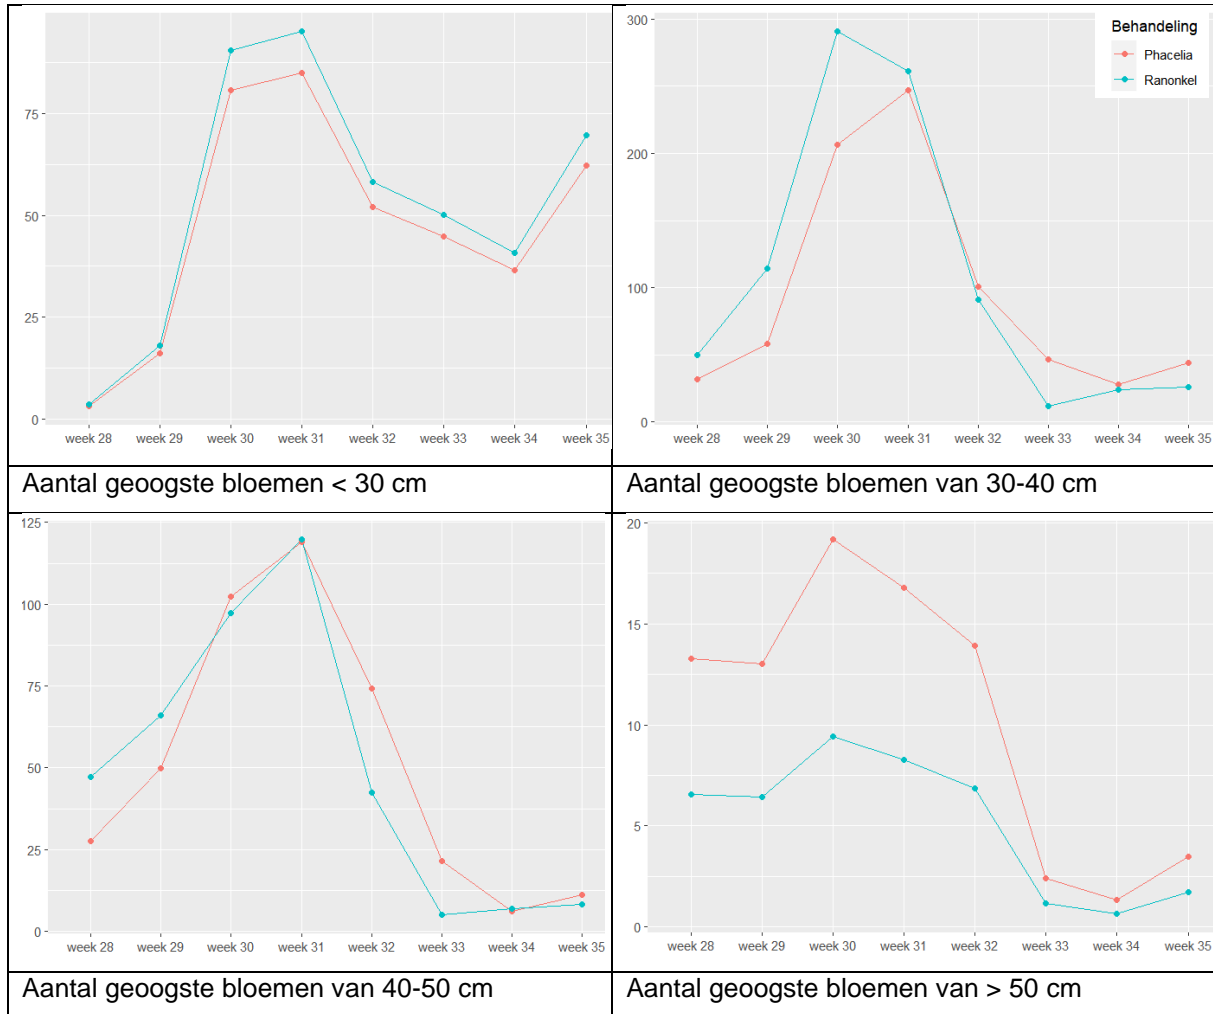 75
50
25
0
week 28 week 29 week 30 week 31 week 32 week 33 week 34 week 35
300
200
100
0
Behandeling
Phacelia
Ranonkel
week 28 week 29 week 30 week 31 week 32 week 33 week 34 week 35
Aantal geoogste bloemen < 30 cm
Aantal geoogste bloemen van 30-40 cm
125
100
75
50
25
0
week 28 week 29 week 30 week 31 week 32 week 33 week 34 week 35
20
15
10
5
0
week 28 week 29 week 30 week 31 week 32 week 33 week 34 week 35
Aantal geoogste bloemen van 40-50 cm
Aantal geoogste bloemen van > 50 cm